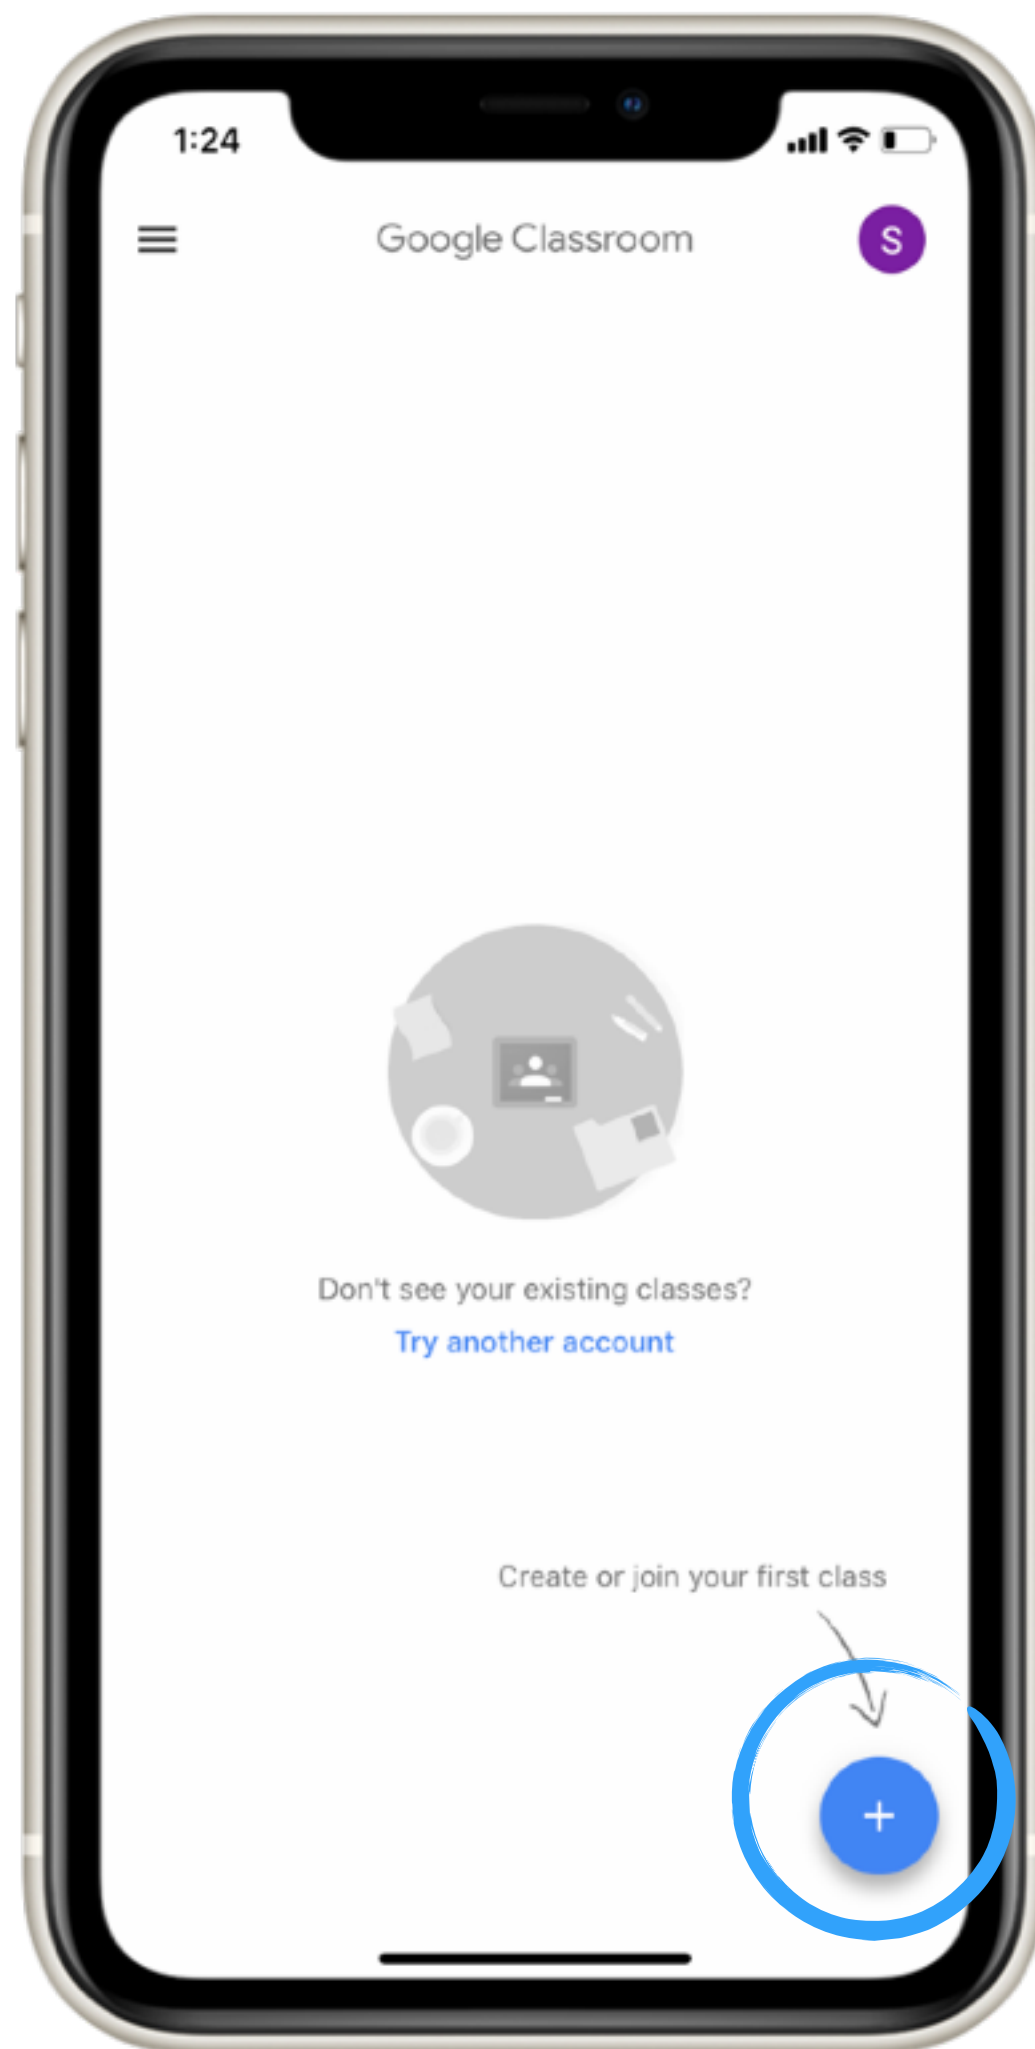 1:24
Google Classroom
S
Don't see your existing classes?
Try another account
Create or join your first class
+